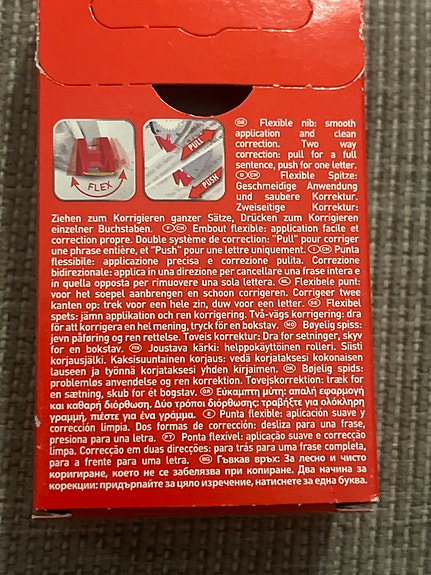 FLEX
PULL
PUSH
GB Flexible nib: smooth
application and clean
correction. Two way
correction: pull for a full
sentence, push for one letter.
D CH Flexible Spitze:
Geschmeidige Anwendung
und saubere Korrektur.
Zweiseitige Korrektur:
Ziehen zum Korrigieren ganzer Sätze, Drücken zum Korrigieren
einzelner Buchstaben. F CH Embout flexible: application facile et
correction propre. Double système de correction: "Pull" pour corriger
une phrase entière, et "Push" pour une lettre uniquement. I CH Punta
flessibile: applicazione precisa e correzione pulita. Correzione
bidirezionale: applica in una direzione per cancellare una frase intera e
in quella opposta per rimuovere una sola lettera. NL Flexibele punt:
voor het soepel aanbrengen en schoon corrigeren. Corrigeer twee
kanten op: trek voor een hele zin, duw voor een letter. SE Flexibel
spets: jämn applikation och ren korrigering. Två-vägs korrigering: dra
för att korrigera en hel mening, tryck för en bokstav. NO Bøyelig spiss:
jevn påføring og ren rettelse. Toveis korrektur: Dra for setninger, skyv
for en bokstav. FIN Joustava kärki: helppokäyttöinen rolleri. Siisti
korjausjälki. Kaksisuuntainen korjaus: vedä korjataksesi kokonaisen
lauseen ja työnnä korjataksesi yhden kirjaimen. DK Bøjelig spids:
problemløs anvendelse og ren korrektion. Tovejskorrektion: træk for
en sætning, skub for ét bogstav. GR Εύκαμπτη μύτη: απαλή εφαρμογή
και καθαρή διόρθωση. Δύο τρόποι διόρθωσης: τραβήξτε για ολόκληρη
γραμμή, πιέστε για ένα γράμμα. E Punta flexible: aplicación suave y
corrección limpia. Dos formas de corrección: desliza para una frase,
presiona para una letra. PT Ponta flexível: aplicação suave e correcção
limpa. Correcção em duas direcções: para trás para uma frase completa,
para a frente para uma letra. BG Гъвкав връх: За лесно и чисто
коригиране, което не се забелязва при копиране. Два начина за
корекции: придърпайте за цяло изречение, натиснете за една буква.